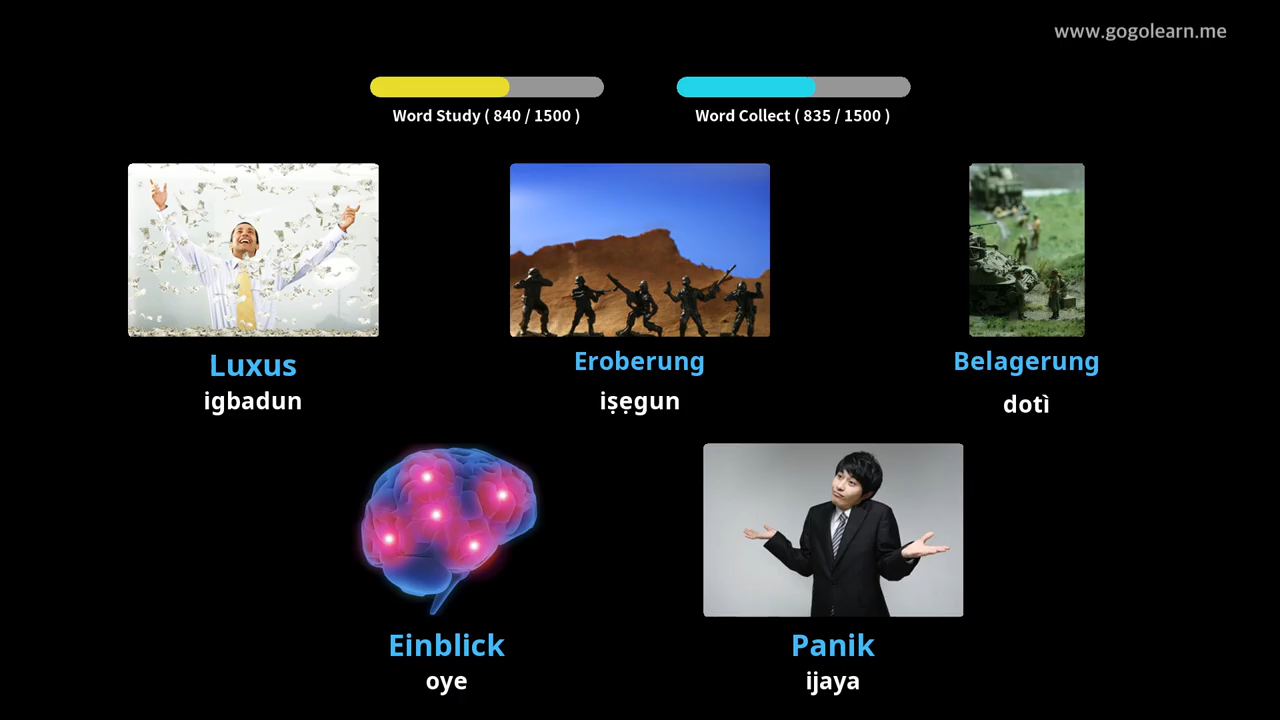 www.gogolearn.me
Word Study ( 840 / 1500 )
Word Collect ( 835 / 1500 )
Luxus
igbadun
Eroberung
iṣẹgun
Belagerung
dotì
Einblick
oye
Panik
ijaya